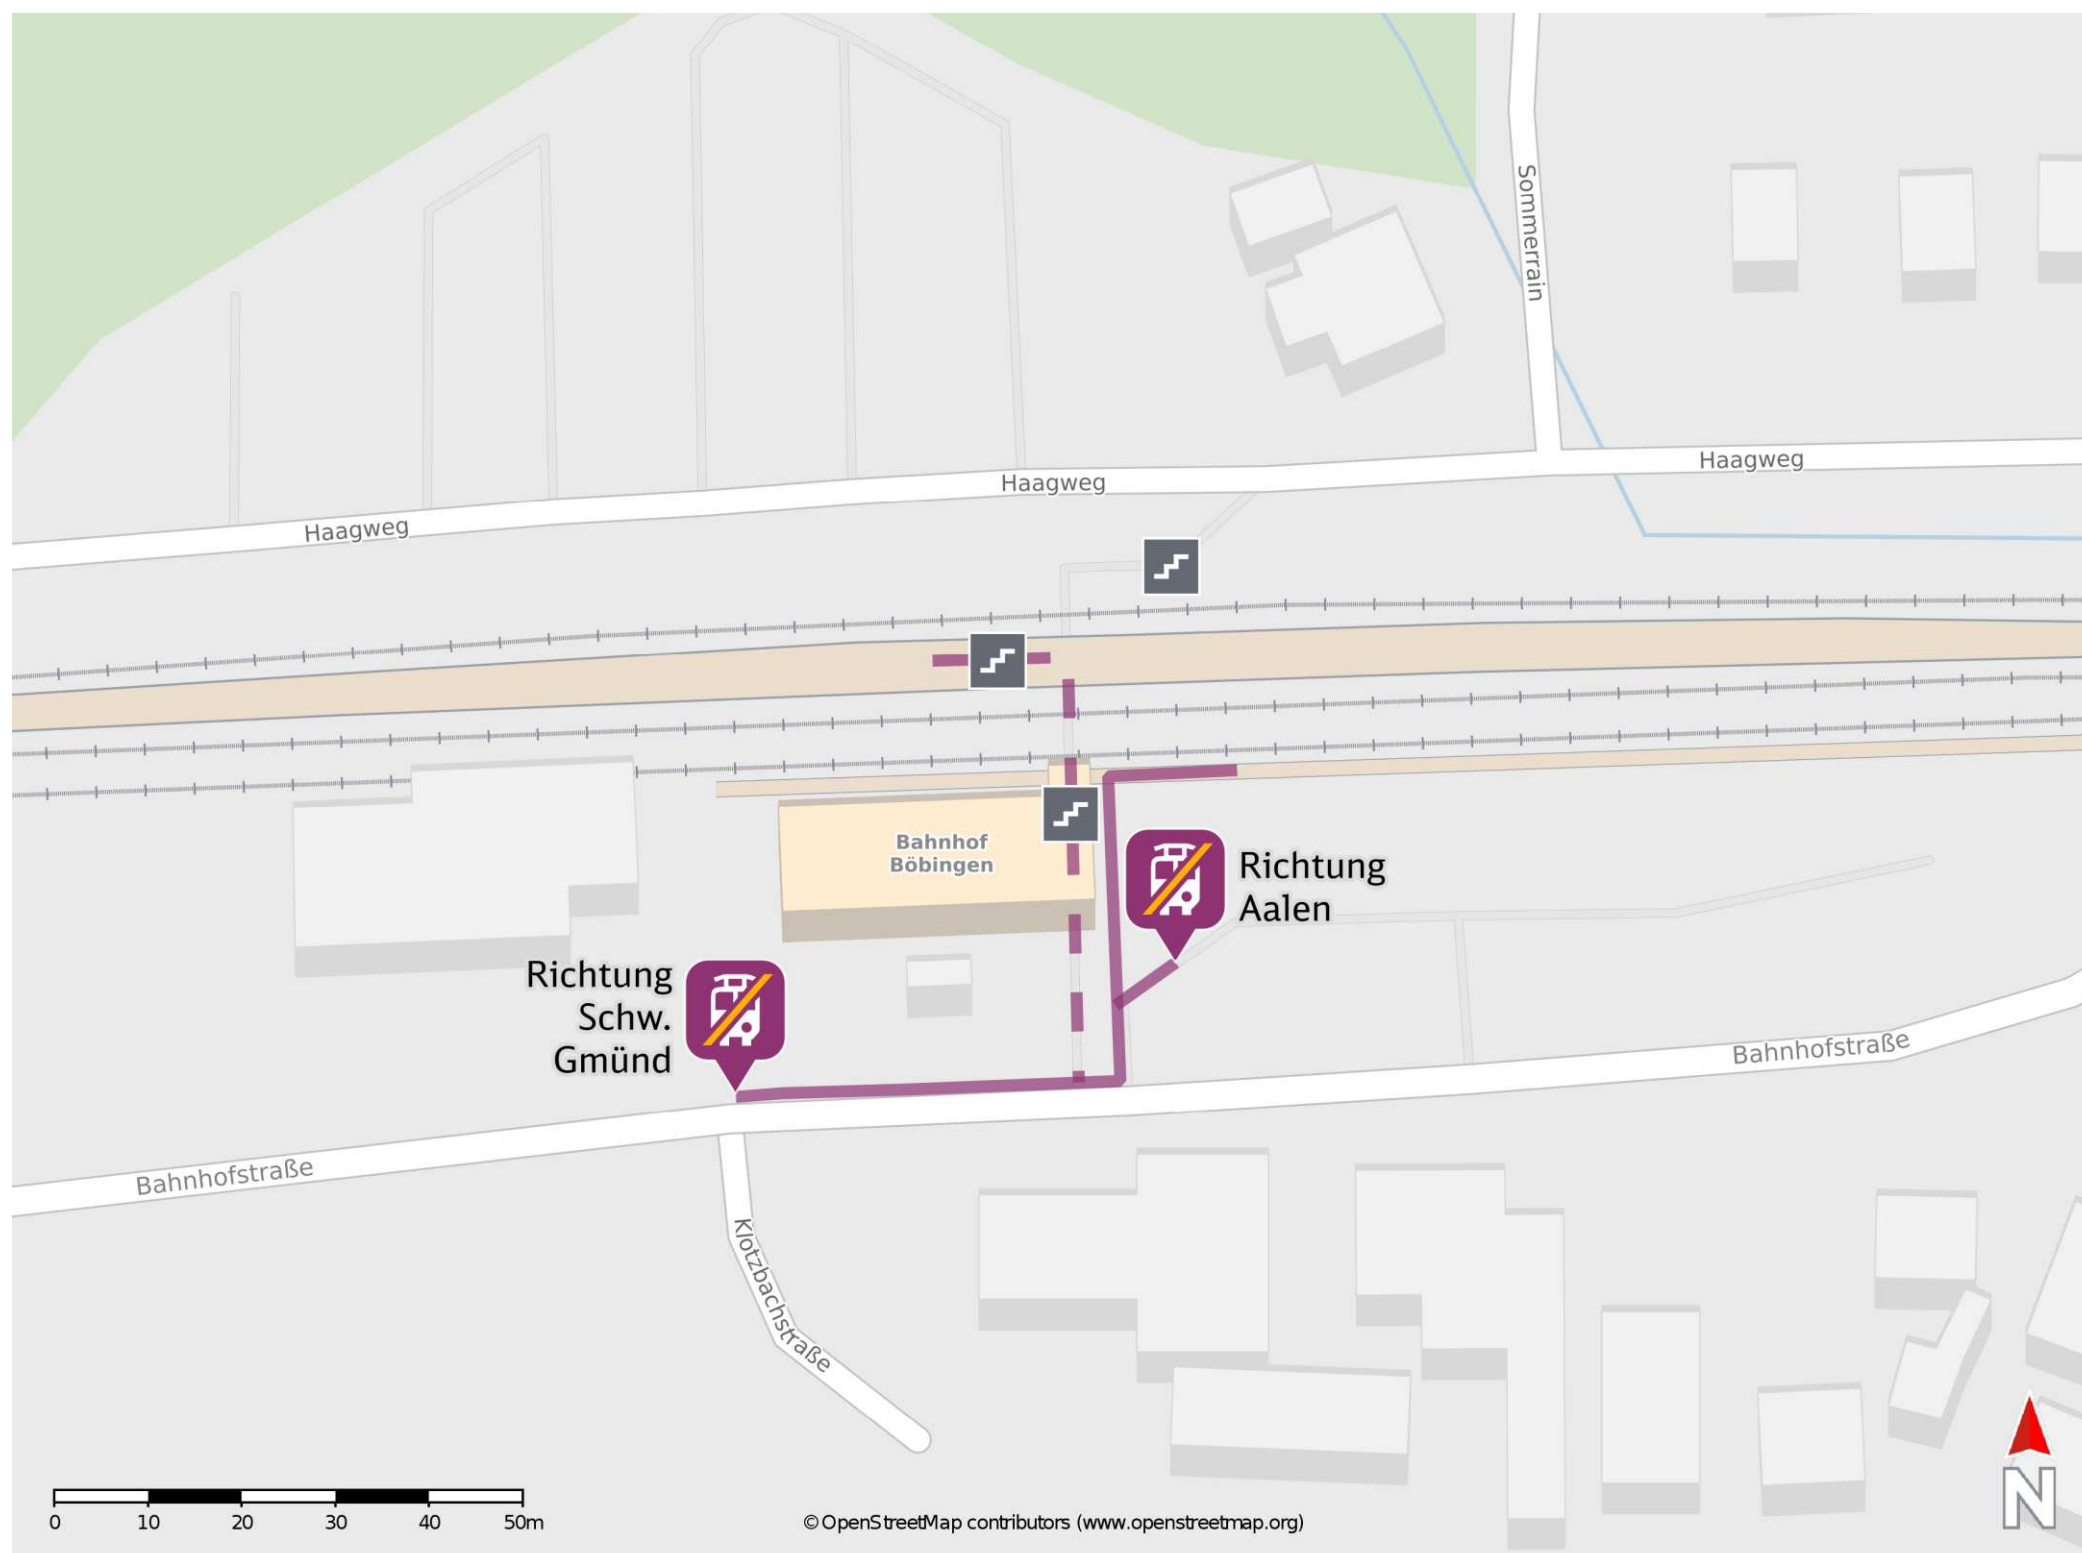 Sommerrain
Haagweg
Haagweg
Haagweg
Bahnhof
Böbingen
Richtung
Aalen
Richtung
Schw.
Gmünd
Bahnhofstraße
Bahnhofstraße
Klotzbachstraße
0 10 20 30 40 50m
© OpenStreetMap contributors (www.openstreetmap.org)
N